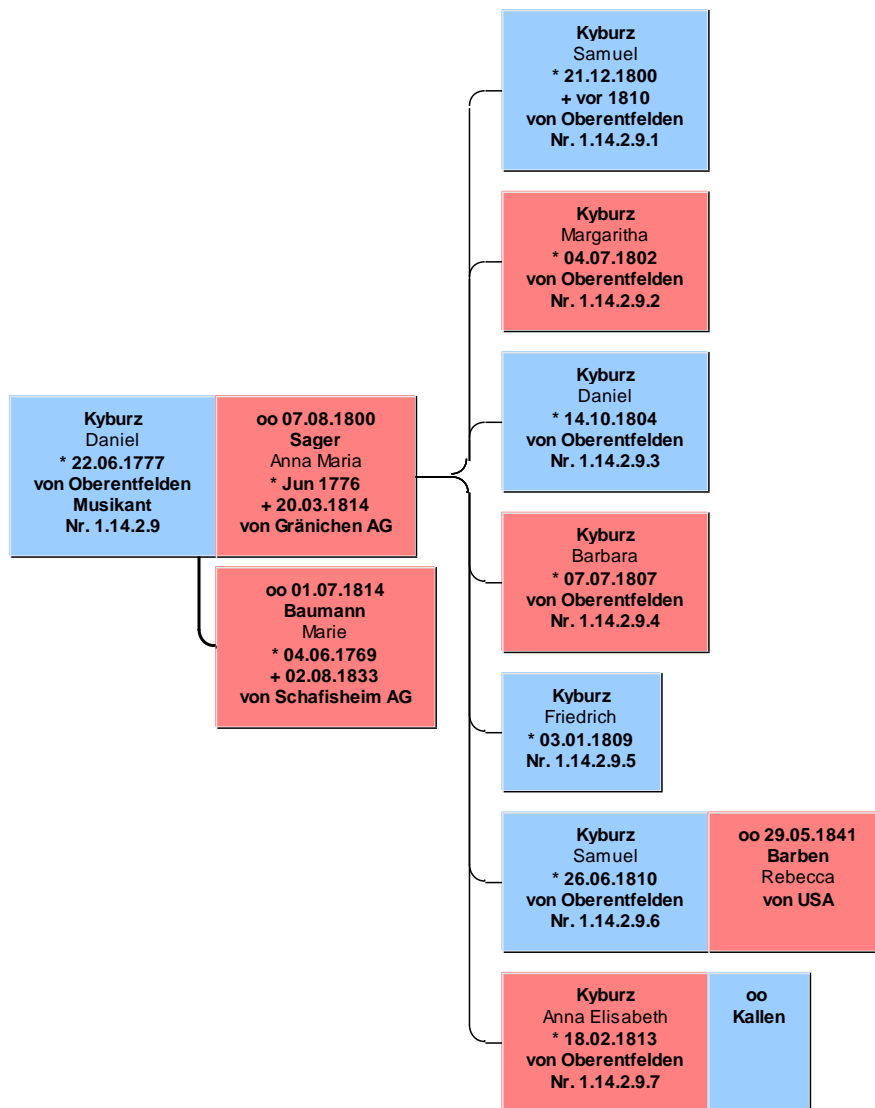 Kyburz
Samuel
* 21.12.1800
+ vor 1810
von Oberentfelden
Nr. 1.14.2.9.1
Kyburz
Margaritha
* 04.07.1802
von Oberentfelden
Nr. 1.14.2.9.2
Kyburz
Daniel
* 14.10.1804
von Oberentfelden
Nr. 1.14.2.9.3
Kyburz
Daniel
* 22.06.1777
von Oberentfelden
Musikant
Nr. 1.14.2.9
oo 07.08.1800
Sager
Anna Maria
* Jun 1776
+ 20.03.1814
von Gränichen AG
oo 01.07.1814
Baumann
Marie
* 04.06.1769
+ 02.08.1833
von Schafisheim AG
Kyburz
Barbara
* 07.07.1807
von Oberentfelden
Nr. 1.14.2.9.4
Kyburz
Friedrich
* 03.01.1809
Nr. 1.14.2.9.5
Kyburz
Samuel
* 26.06.1810
von Oberentfelden
Nr. 1.14.2.9.6
oo 29.05.1841
Barben
Rebecca
von USA
Kyburz
Anna Elisabeth
* 18.02.1813
von Oberentfelden
Nr. 1.14.2.9.7
oo
Kallen